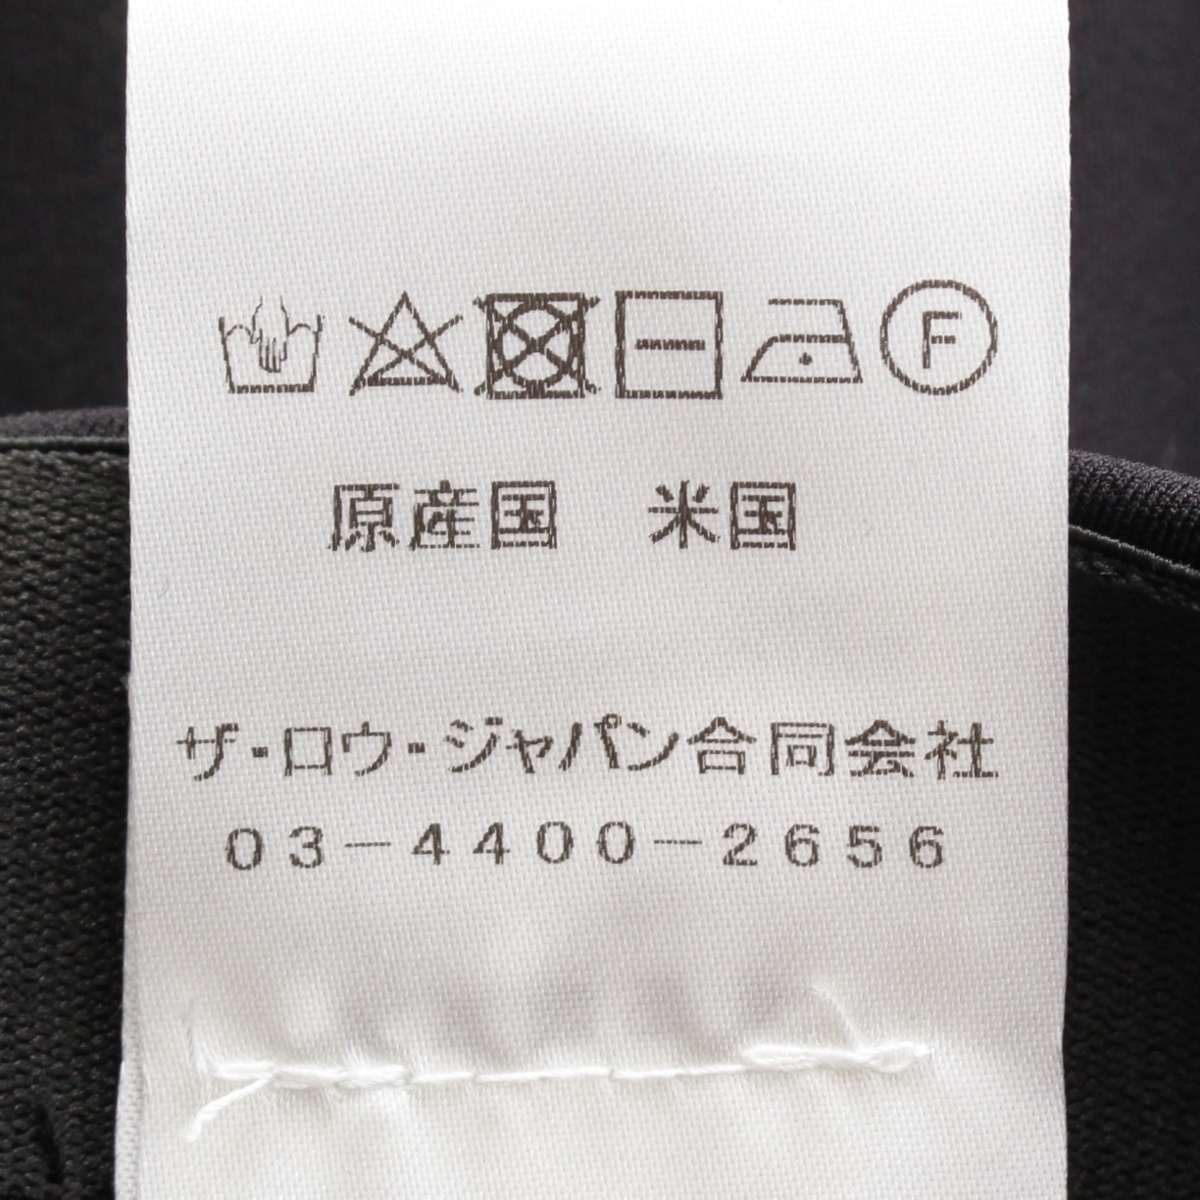 F
原産国　米国
ザ・ロウ・ジャパン合同会社
03-4400-2656